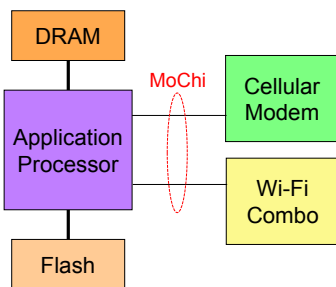 DRAM
MoChi
Cellular
Modem
Application
Processor
Wi-Fi
Combo
Flash